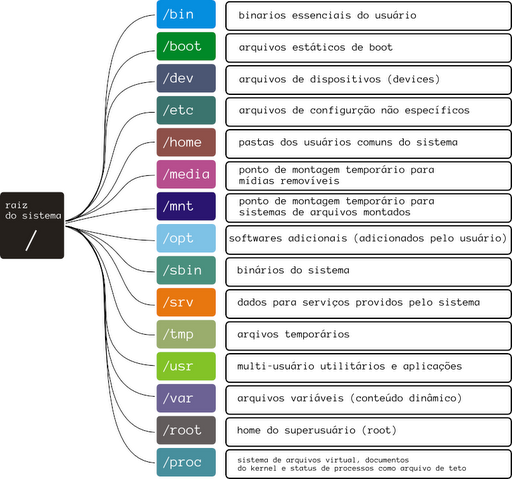 /bin
binarios essenciais do usuário
/boot
arquivos estáticos de boot
/dev
arquivos de dispositivos (devices)
/etc
arquivos de configurção não específicos
/home
pastas dos usuários comuns do sistema
/media
ponto de montagem temporário para
mídias removíveis
raiz
do sistema
/
/mnt
ponto de montagem temporário para
sistemas de arquivos montados
/opt
softwares adicionais (adicionados pelo usuário)
/sbin
binários do sistema
/srv
dados para serviços providos pelo sistema
/tmp
arqivos temporários
/usr
multi-usuário utilitários e aplicações
/var
arquivos variáveis (conteúdo dinâmico)
/root
home do superusuário (root)
/proc
sistema de arquivos virtual, documentos
do kernel e status de processos como arquivo de teto